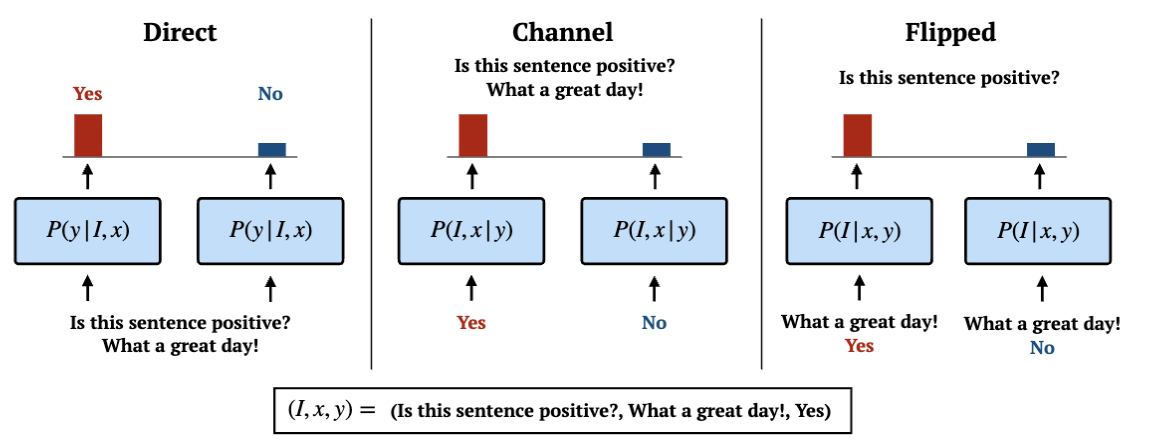 Direct
Yes
No
P(y|I, x)
P(y|I, x)
Is this sentence positive?
What a great day!
Channel
Is this sentence positive?
What a great day!
P(I, x|y)
P(I, x|y)
Yes
No
Flipped
Is this sentence positive?
P(I|x, y)
P(I|x, y)
What a great day!
Yes
What a great day!
No
(I, x, y) = (Is this sentence positive?, What a great day!, Yes)